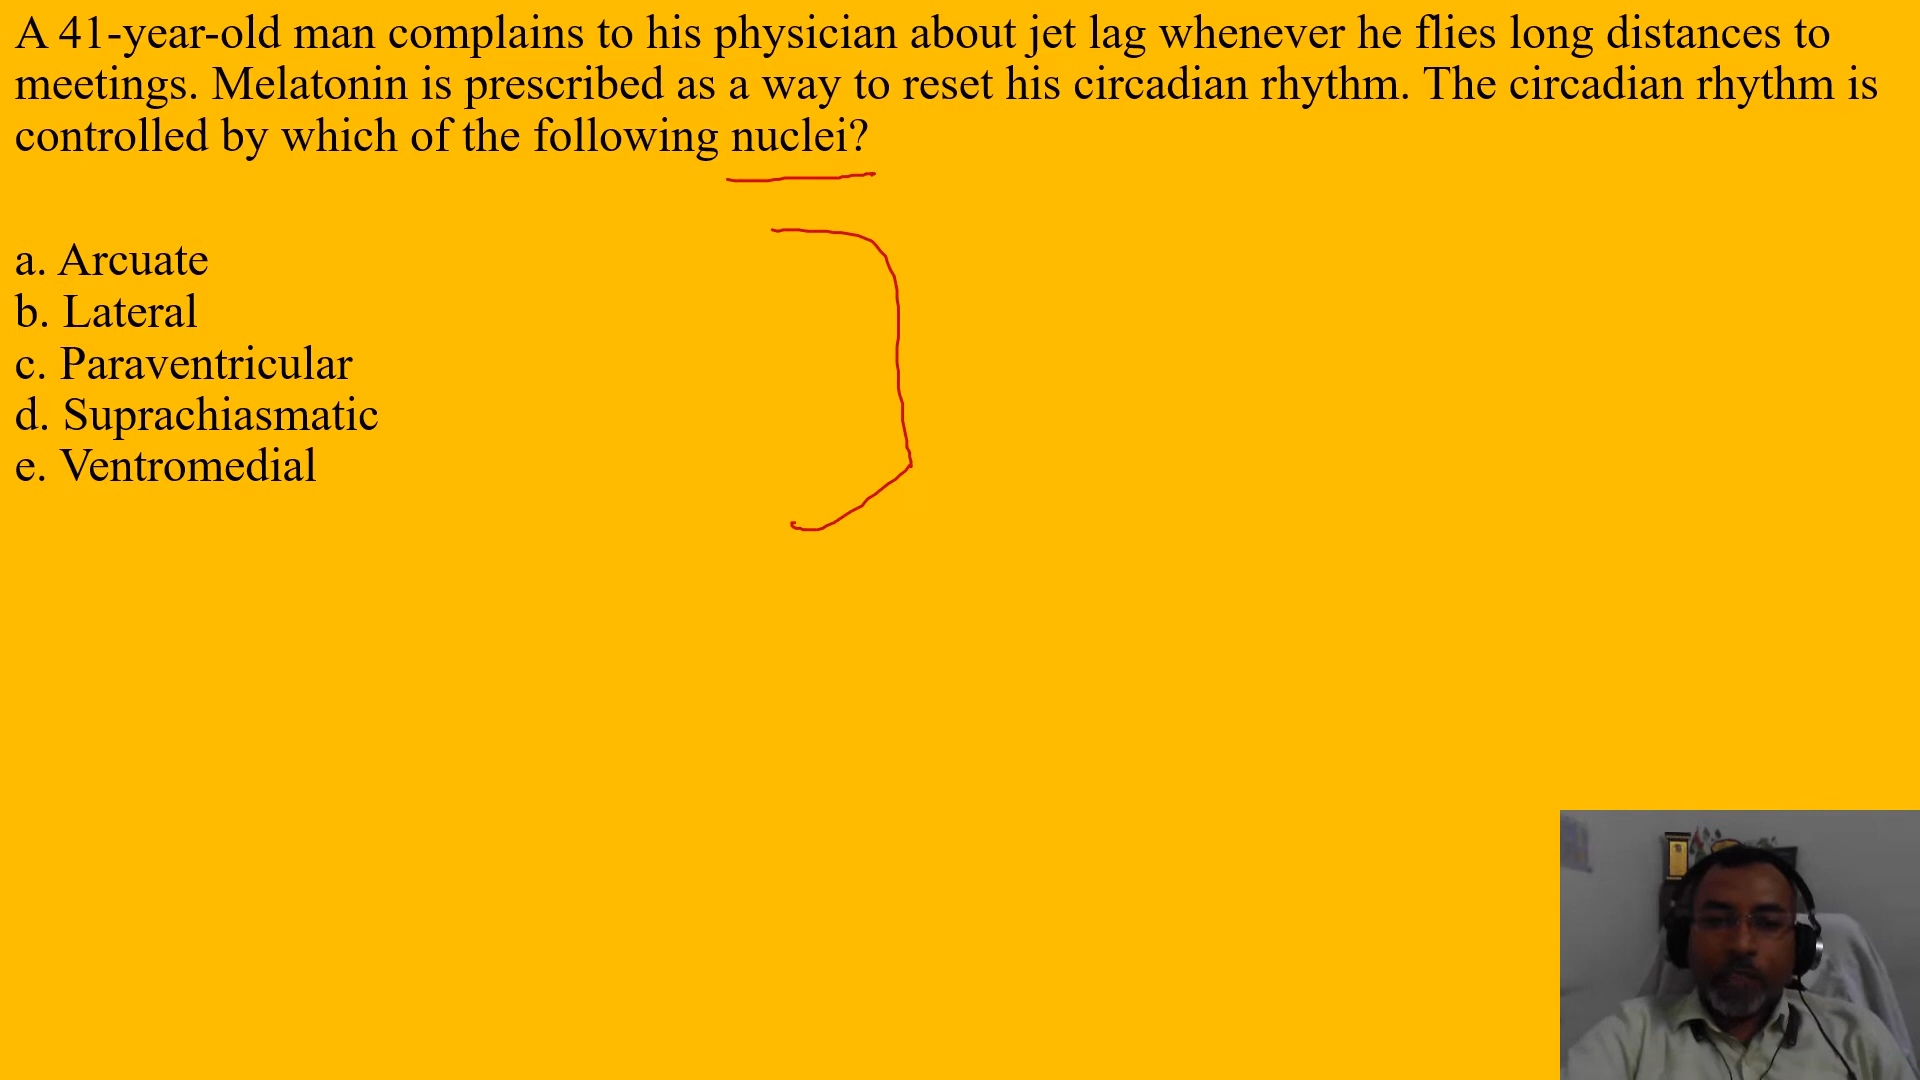 A 41-year-old man complains to his physician about jet lag whenever he flies long distances to
meetings. Melatonin is prescribed as a way to reset his circadian rhythm. The circadian rhythm is
controlled by which of the following nuclei?
a. Arcuate
b. Lateral
c. Paraventricular
d. Suprachiasmatic
e. Ventromedial